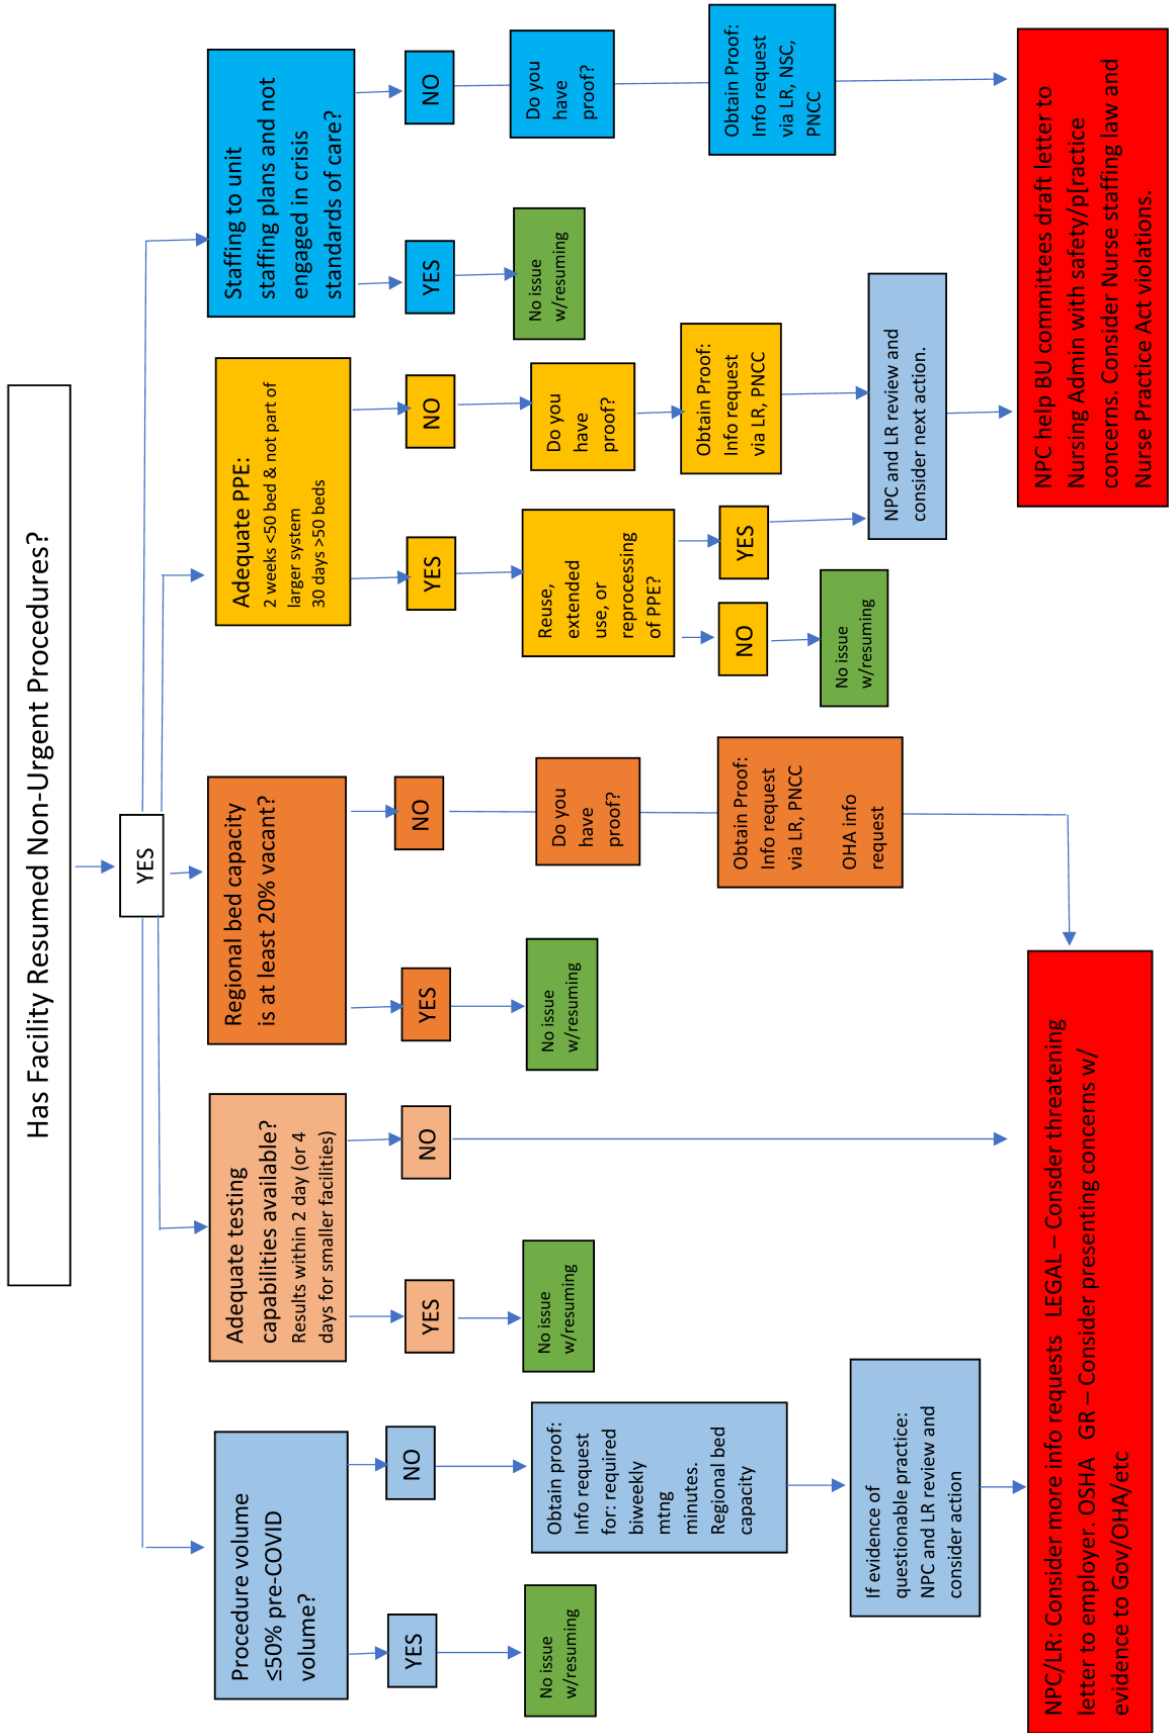 Has Facility Resumed Non-Urgent Procedures?
YES
Procedure volume
≤50% pre-COVID
volume?
YES
No issue
w/resuming
NO
Obtain proof:
Info request
for: required
biweekly
mtng
minutes.
Regional bed
capacity
If evidence of
questionable practice:
NPC and LR review and
consider action
Adequate testing
capabilities available?
Results within 2 day (or 4
days for smaller facilities)
YES
No issue
w/resuming
NO
Regional bed capacity
is at least 20% vacant?
YES
No issue
w/resuming
NO
Do you
have
proof?
Obtain Proof:
Info request
via LR, PNCC
OHA info
request
NPC/LR: Consider more info requests LEGAL – Consder threatening
letter to employer. OSHA GR – Consider presenting concerns w/
evidence to Gov/OHA/etc
Adequate PPE:
2 weeks <50 bed & not part of
larger system
30 days >50 beds
YES
Reuse,
extended
use, or
reprocessing
of PPE?
NO
No issue
w/resuming
YES
NO
Do you
have
proof?
Obtain Proof:
Info request
via LR, PNCC
NPC and LR review and
consider next action.
Staffing to unit
staffing plans and not
engaged in crisis
standards of care?
YES
No issue
w/resuming
NO
Do you
have
proof?
Obtain Proof:
Info request
via LR, NSC,
PNCC
NPC help BU committees draft letter to
Nursing Admin with safety/p[ractice
concerns. Consider Nurse staffing law and
Nurse Practice Act violations.